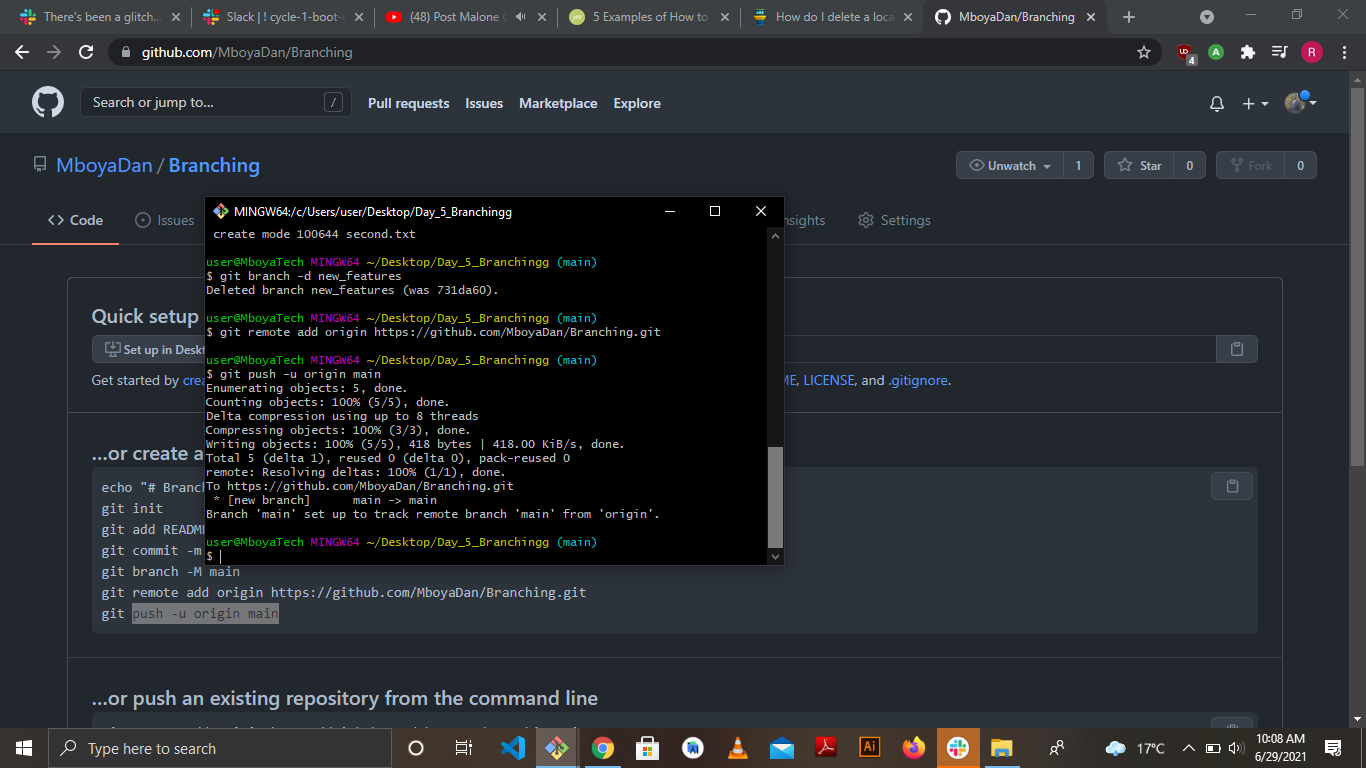 There's been a glitch…
Slack | ! cycle-1-boot-c
(48) Post Malone
5 Examples of How to
How do I delete a loca
MboyaDan/Branching
github.com/MboyaDan/Branching
4
A
R
Search or jump to…
/
Pull requests
Issues
Marketplace
Explore
MboyaDan / Branching
Unwatch
1
Star
0
Fork
0
Code
Issues
Settings
MINGW64:/c/Users/user/Desktop/Day_5_Branchingg
create mode 100644 second.txt
user@MboyaTech MINGW64 ~/Desktop/Day_5_Branchingg (main)
$ git branch -d new_features
Deleted branch new_features (was 731da60).
user@MboyaTech MINGW64 ~/Desktop/Day_5_Branchingg (main)
$ git remote add origin https://github.com/MboyaDan/Branching.git
user@MboyaTech MINGW64 ~/Desktop/Day_5_Branchingg (main)
$ git push -u origin main
Enumerating objects: 5, done.
Counting objects: 100% (5/5), done.
Delta compression using up to 8 threads
Compressing objects: 100% (3/3), done.
Writing objects: 100% (5/5), 418 bytes | 418.00 KiB/s, done.
Total 5 (delta 1), reused 0 (delta 0), pack-reused 0
remote: Resolving deltas: 100% (1/1), done.
To https://github.com/MboyaDan/Branching.git
* [new branch]      main -> main
Branch 'main' set up to track remote branch 'main' from 'origin'.
user@MboyaTech MINGW64 ~/Desktop/Day_5_Branchingg (main)
$
Quick setup
Set up in Deskt
Get started by crea
ME, LICENSE, and .gitignore.
…or create a
echo "# Branc
git init
git add README
git commit -m
git branch -M main
git remote add origin https://github.com/MboyaDan/Branching.git
git push -u origin main
…or push an existing repository from the command line
Type here to search
Ai
17°C
10:08 AM
6/29/2021